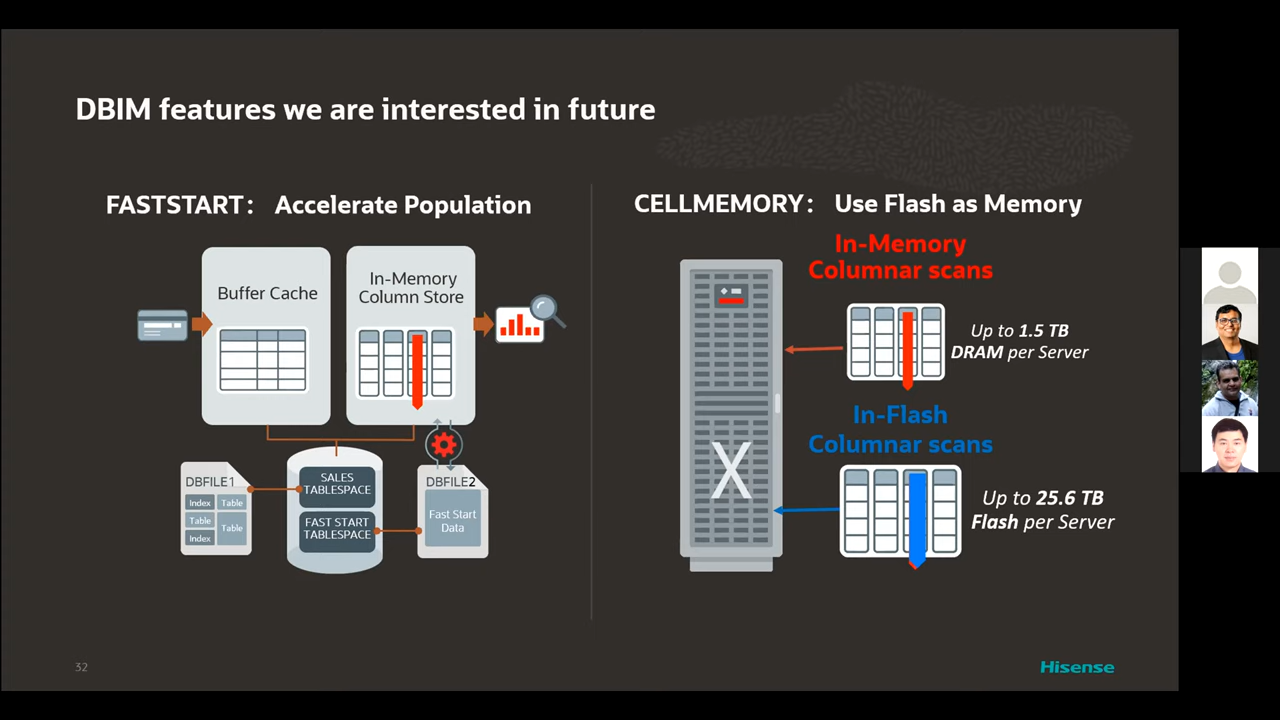 DBIM features we are interested in future
FASTSTART: Accelerate Population
Buffer Cache
In-Memory
Column Store
DBFILE1
Index Table
Table
Table
Index
SALES
TABLESPACE
FAST START
TABLESPACE
DBFILE2
Fast Start
Data
CELLMEMORY: Use Flash as Memory
In-Memory
Columnar scans
Up to 1.5 TB
DRAM per Server
In-Flash
Columnar scans
Up to 25.6 TB
Flash per Server
X
32
Hisense